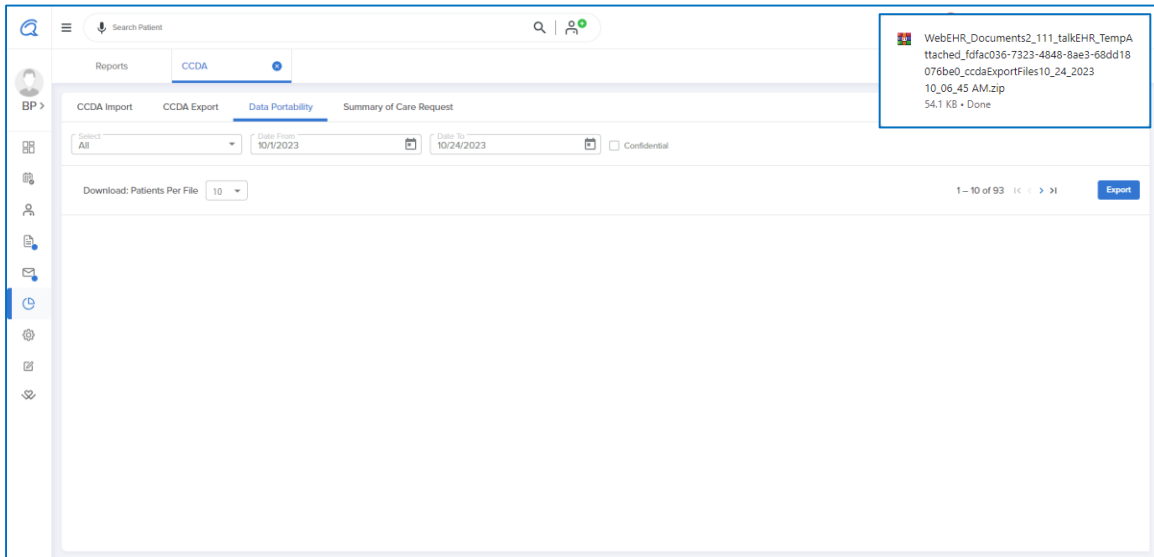 Search Patient
WebEHR_Documents2_111_talkEHR_TempA
ttached_fdfac036-7323-4848-8ae3-68dd18
076be0_ccdaExportFiles10_24_2023
10_06_45 AM.zip
54.1 KB • Done
Reports CCDA
BP >
CCDA Import CCDA Export Data Portability Summary of Care Request
Select Date From Date To
All 10/1/2023 10/24/2023 Confidential
Download: Patients Per File 10 1 – 10 of 93 Export